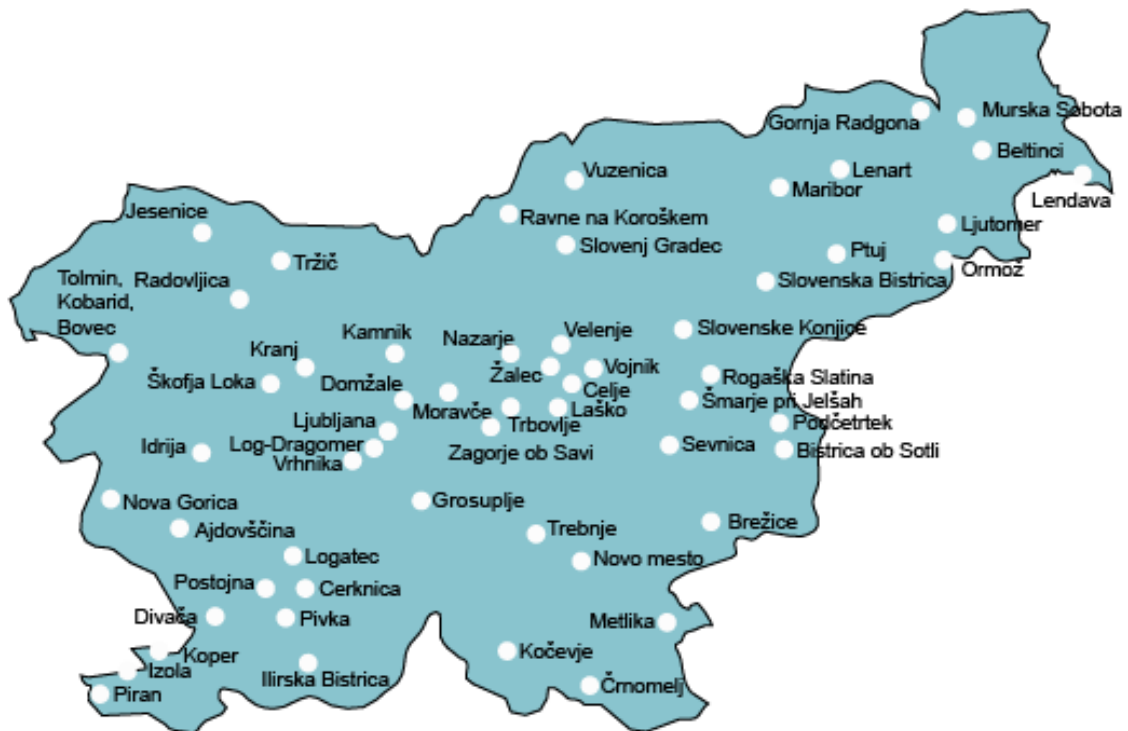 Murska Sobota
Gornja Radgona
Beltinci
Lenart
Vuzenica
Maribor
Lendava
Ravne na Koroškem
Ljutomer
Jesenice
Slovenj Gradec
Ptuj
Tržič
Ormož
Tolmin,
Kobarid,
Bovec
Radovljica
Slovenska Bistrica
Kamnik
Nazarje
Velenje
Slovenske Konjice
Kranj
Žalec
Vojnik
Rogaška Slatina
Škofja Loka
Domžale
Celje
Šmarje pri Jelšah
Moravče
Laško
Ljubljana
Trbovlje
Podčetrtek
Idrija
Log-Dragomer
Zagorje ob Savi
Sevnica
Bistrica ob Sotli
Vrhnika
Nova Gorica
Grosuplje
Ajdovščina
Trebnje
Brežice
Logatec
Novo mesto
Postojna
Cerknica
Divača
Pivka
Metlika
Koper
Kočevje
Izola
Ilirska Bistrica
Črnomelj
Piran